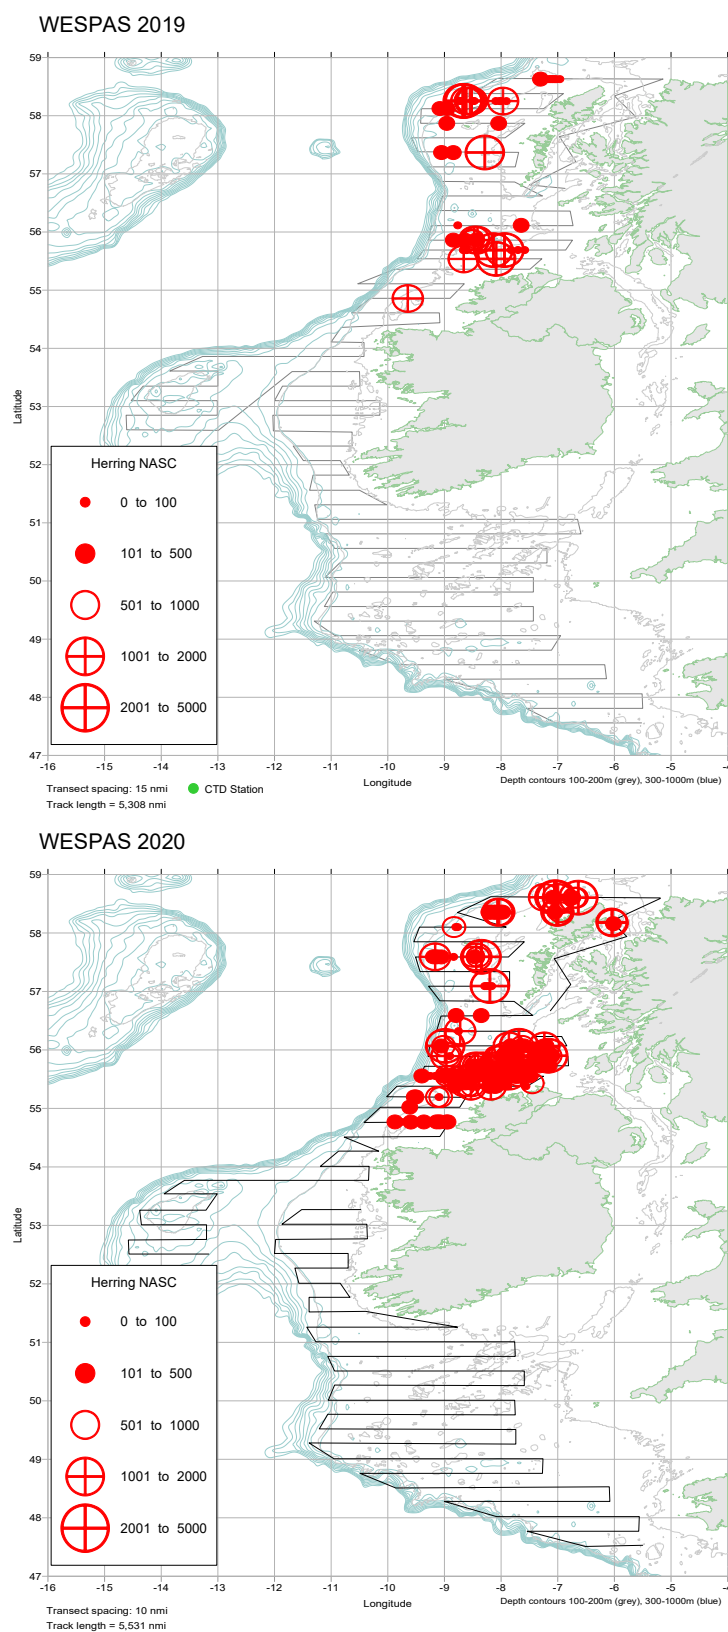 WESPAS 2019
59
58
57
56
55
54
53
52
51
50
49
48
47
Latitude
Herring NASC
0 to 100
101 to 500
501 to 1000
1001 to 2000
2001 to 5000
-16 -15 -14 -13 -12 -11 -10 -9 -8 -7 -6 -5 -4
Longitude
Depth contours 100-200m (grey), 300-1000m (blue)
Transect spacing: 15 nmi
CTD Station
Track length = 5,308 nmi
WESPAS 2020
59
58
57
56
55
54
53
52
51
50
49
48
47
Latitude
Herring NASC
0 to 100
101 to 500
501 to 1000
1001 to 2000
2001 to 5000
-16 -15 -14 -13 -12 -11 -10 -9 -8 -7 -6 -5 -4
Longitude
Depth contours 100-200m (grey), 300-1000m (blue)
Transect spacing: 10 nmi
Track length = 5,531 nmi